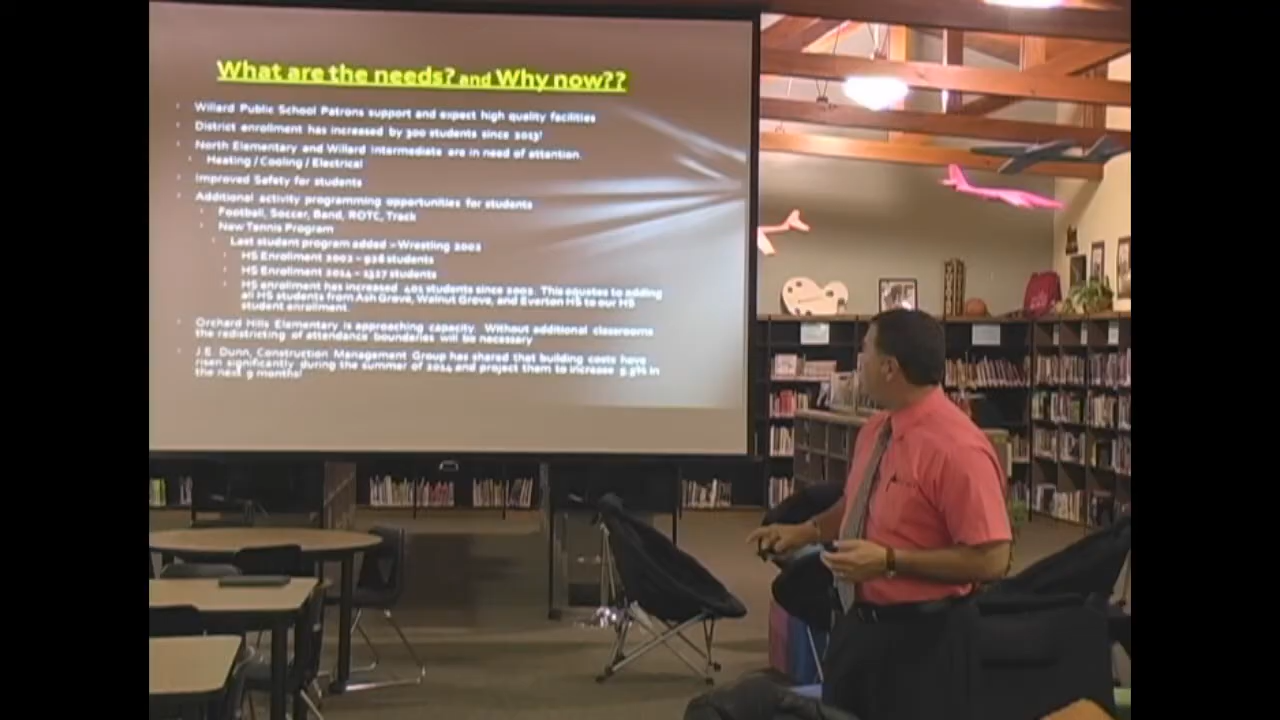 What are the needs? and Why now??
Willard Public School Patrons support and expect high quality facilities
District enrollment has increased by 300 students since 2013!
North Elementary and Willard Intermediate are in need of attention.
Heating / Cooling / Electrical
Improved Safety for students
Additional activity programming opportunities for students
Football, Soccer, Band, ROTC, Track
New Tennis Program
Last student program added – Wrestling 2002
HS Enrollment 2002 – 926 students
HS Enrollment 2014 – 1327 students
HS enrollment has increased 401 students since 2002. This equates to adding
all HS students from Ash Grove, Walnut Grove, and Everton HS to our HS
student enrollment.
Orchard Hills Elementary is approaching capacity. Without additional classrooms
the redistricting of attendance boundaries will be necessary
J.E. Dunn, Construction Management Group has shared that building costs have
risen significantly during the summer of 2014 and project them to increase in
the next 9 months!